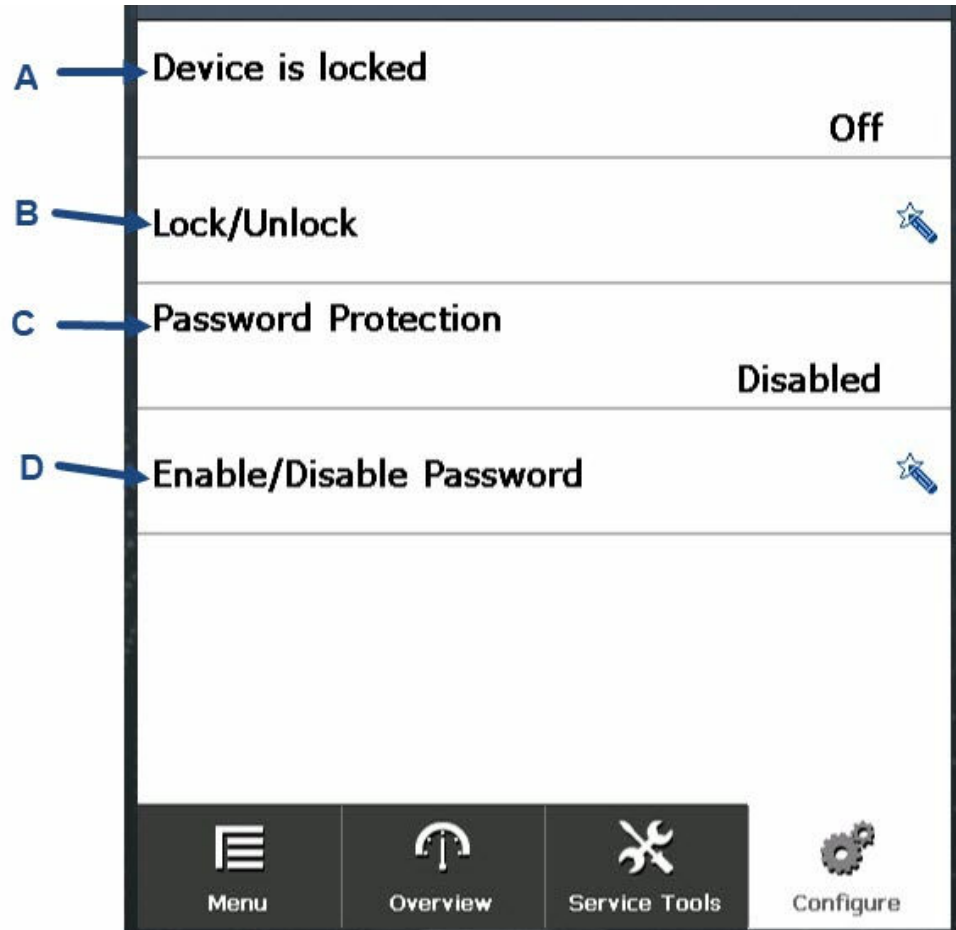 A
Device is locked
Off
B
Lock/Unlock
C
Password Protection
Disabled
D
Enable/Disable Password
Menu
Overview
Service Tools
Configure